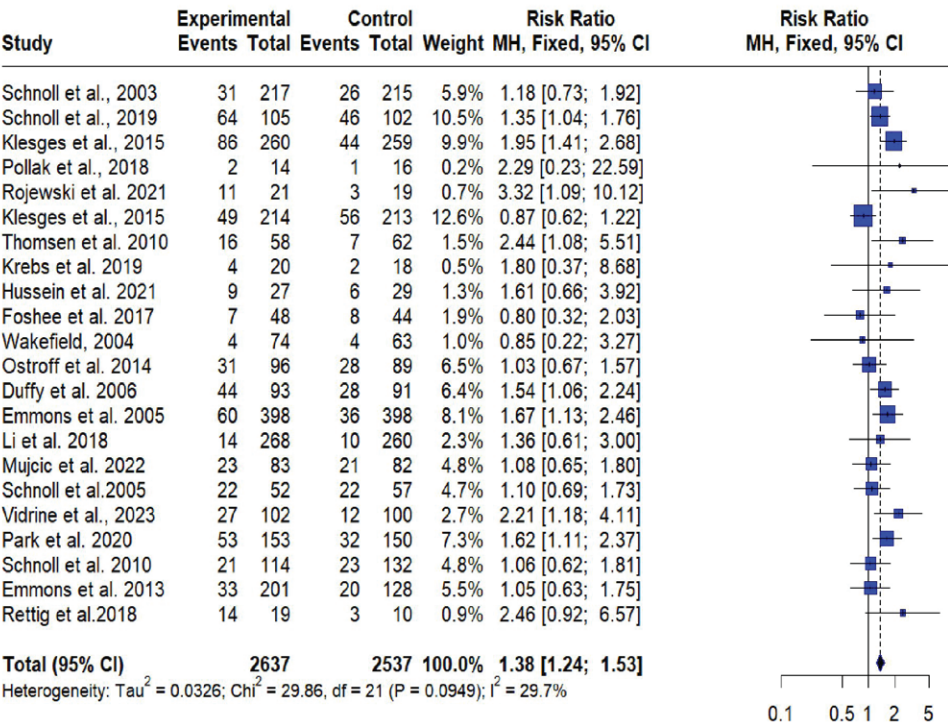 Experimental Control Risk Ratio Risk Ratio
Study Events Total Events Total Weight MH, Fixed, 95% CI MH, Fixed, 95% CI
Schnoll et al., 2003 31 217 26 215 5.9% 1.18 [0.73; 1.92]
Schnoll et al., 2019 64 105 46 102 10.5% 1.35 [1.04; 1.76]
Klesges et al., 2015 86 260 44 259 9.9% 1.95 [1.41; 2.68]
Pollak et al., 2018 2 14 1 16 0.2% 2.29 [0.23; 22.59]
Rojewski et al. 2021 11 21 3 19 0.7% 3.32 [1.09; 10.12]
Klesges et al., 2015 49 214 56 213 12.6% 0.87 [0.62; 1.22]
Thomsen et al. 2010 16 58 7 62 1.5% 2.44 [1.08; 5.51]
Krebs et al. 2019 4 20 2 18 0.5% 1.80 [0.37; 8.68]
Hussein et al. 2021 9 27 6 29 1.3% 1.61 [0.66; 3.92]
Foshee et al. 2017 7 48 8 44 1.9% 0.80 [0.32; 2.03]
Wakefield, 2004 4 74 4 63 1.0% 0.85 [0.22; 3.27]
Ostroff et al. 2014 31 96 28 89 6.5% 1.03 [0.67; 1.57]
Duffy et al. 2006 44 93 28 91 6.4% 1.54 [1.06; 2.24]
Emmons et al. 2005 60 398 36 398 8.1% 1.67 [1.13; 2.46]
Li et al. 2018 14 268 10 260 2.3% 1.36 [0.61; 3.00]
Mujcic et al. 2022 23 83 21 82 4.8% 1.08 [0.65; 1.80]
Schnoll et al.2005 22 52 22 57 4.7% 1.10 [0.69; 1.73]
Vidrine et al., 2023 27 102 12 100 2.7% 2.21 [1.18; 4.11]
Park et al. 2020 53 153 32 150 7.3% 1.62 [1.11; 2.37]
Schnoll et al. 2010 21 114 23 132 4.8% 1.06 [0.62; 1.81]
Emmons et al. 2013 33 201 20 128 4.8% 1.05 [0.63; 1.75]
Rettig et al.2018 14 19 3 10 0.9% 2.46 [0.92; 6.57]
Total (95% CI) 2637 2537 100.0% 1.38 [1.24; 1.53]
Heterogeneity: Tau² = 0.0326; Chi² = 29.86, df = 21 (P = 0.0949); I² = 29.7%
0.1 0.5 1 2 5